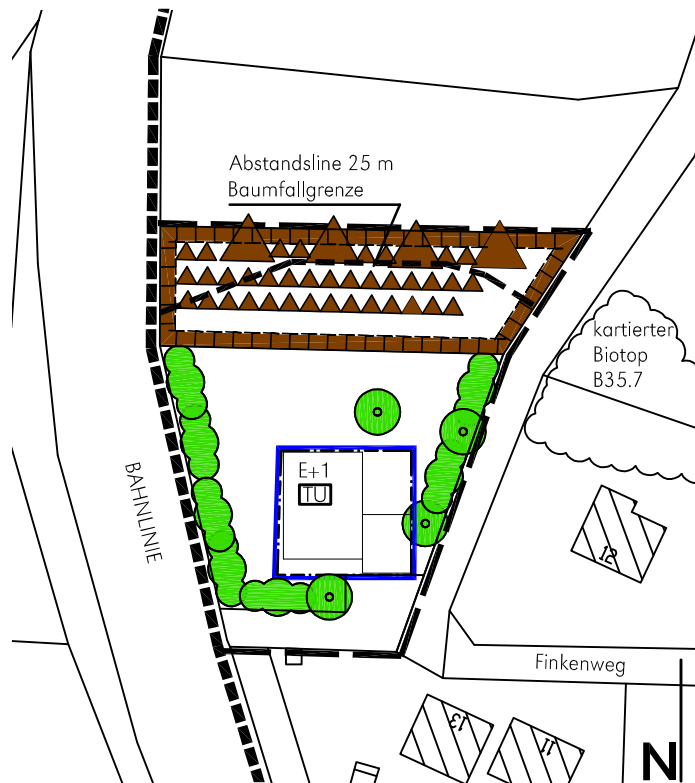 Abstandsline 25 m
Baumfallgrenze
kartierter
Biotop
B35.7
E+1
TU
BAHNLINIE
12
Finkenweg
13
11
N